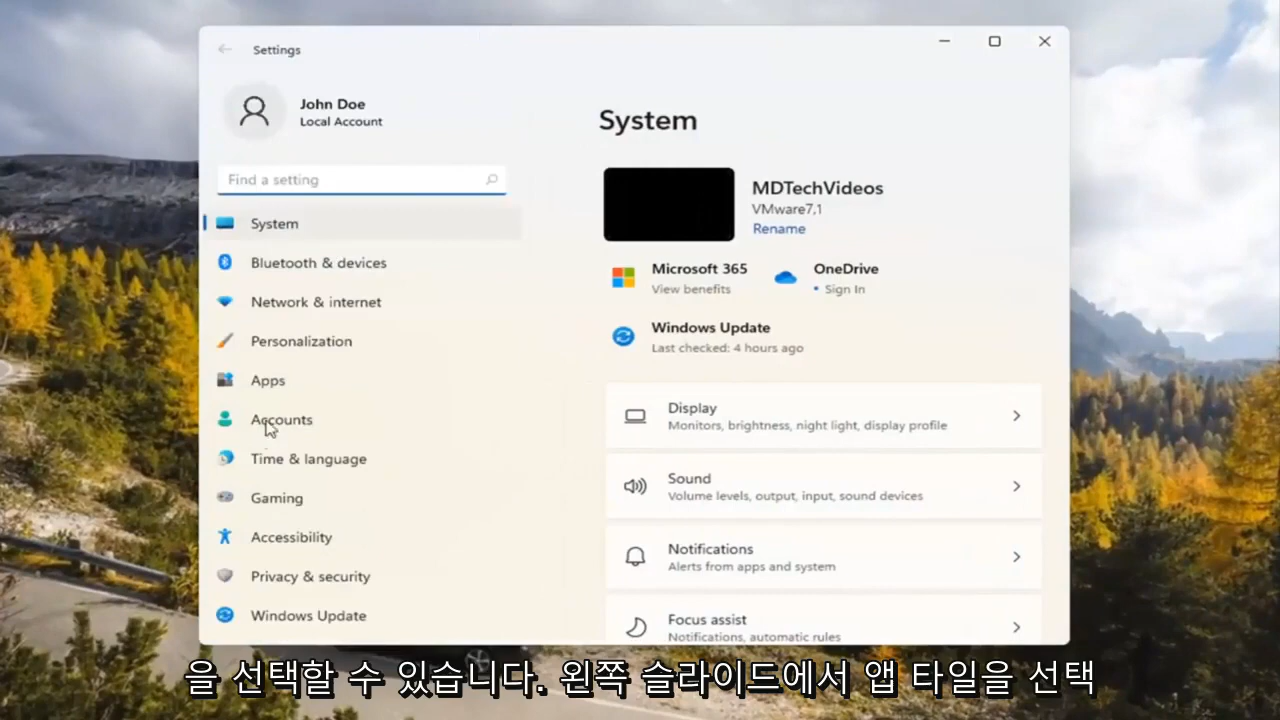 Settings
John Doe
Local Account
Find a setting
System
Bluetooth & devices
Network & internet
Personalization
Apps
Accounts
Time & language
Gaming
Accessibility
Privacy & security
Windows Update
System
MDTechVideos
VMware7,1
Rename
Microsoft 365
View benefits
OneDrive
• Sign In
Windows Update
Last checked: 4 hours ago
Display
Monitors, brightness, night light, display profile
Sound
Volume levels, output, input, sound devices
Notifications
Alerts from apps and system
Focus assist
Notifications, automatic rules
을 선택할 수 있습니다. 왼쪽 슬라이드에서 앱 타일을 선택